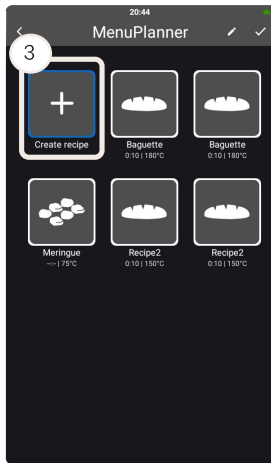 20:44
MenuPlanner
3
Create recipe
Baguette
0:10 | 180°C
Baguette
0:10 | 180°C
Meringue
--:-- | 75°C
Recipe2
0:10 | 150°C
Recipe2
0:10 | 150°C